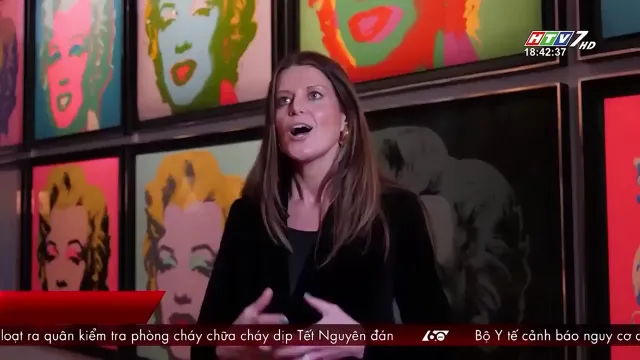 HTV7 HD
18:42:37
loạt ra quân kiểm tra phòng cháy chữa cháy dịp Tết Nguyên đán 60 Bộ Y tế cảnh báo nguy cơ